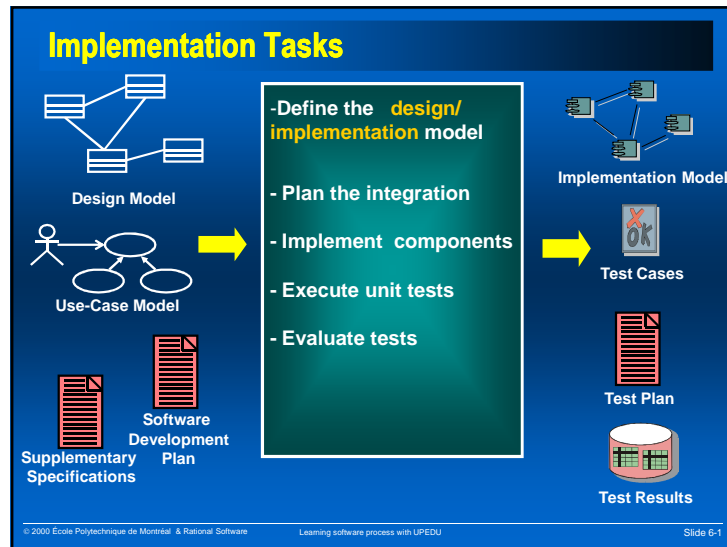 Implementation Tasks
Design Model
Use-Case Model
Software
Development
Plan
Supplementary
Specifications
-Define the design/
implementation model
- Plan the integration
- Implement components
- Execute unit tests
- Evaluate tests
Implementation Model
X
OK
Test Cases
Test Plan
Test Results
© 2000 École Polytechnique de Montréal & Rational Software
Learning software process with UPEDU
Slide 6-1